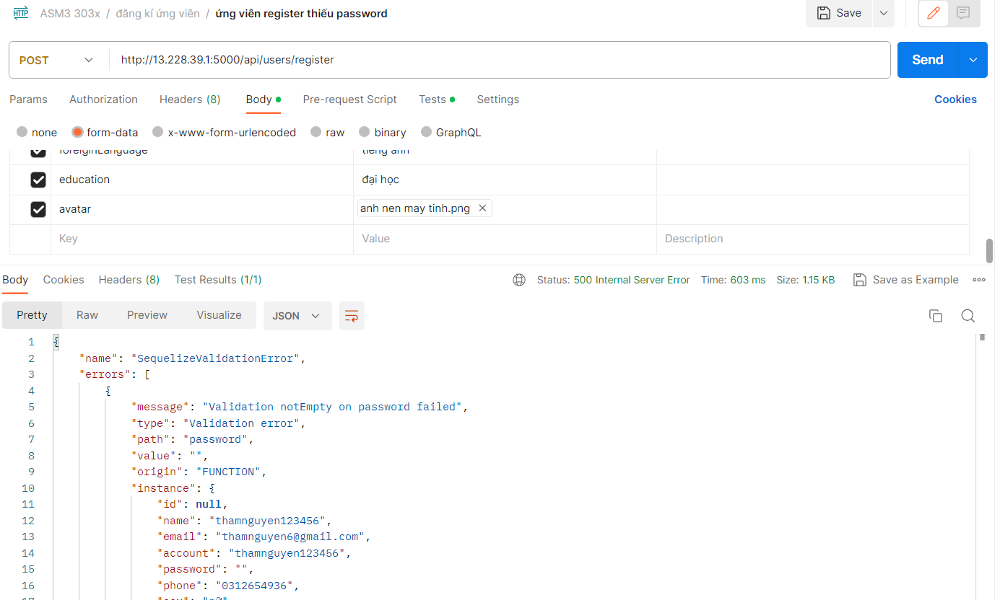 HTTP ASM3 303x / đăng kí ứng viên / ứng viên register thiếu password Save
POST http://13.228.39.1:5000/api/users/register Send
Params Authorization Headers (8) Body Pre-request Script Tests Settings Cookies
none form-data x-www-form-urlencoded raw binary GraphQL
foreiginLanguage tiếng anh
education đại học
avatar anh nen may tinh.png
Key Value Description
Body Cookies Headers (8) Test Results (1/1) Status: 500 Internal Server Error Time: 603 ms Size: 1.15 KB Save as Example
Pretty Raw Preview Visualize JSON
1 {
2 "name": "SequelizeValidationError",
3 "errors": [
4 {
5 "message": "Validation notEmpty on password failed",
6 "type": "Validation error",
7 "path": "password",
8 "value": "",
9 "origin": "FUNCTION",
10 "instance": {
11 "id": null,
12 "name": "thamnguyen123456",
13 "email": "thamnguyen6@gmail.com",
14 "account": "thamnguyen123456",
15 "password": "",
16 "phone": "0312654936",